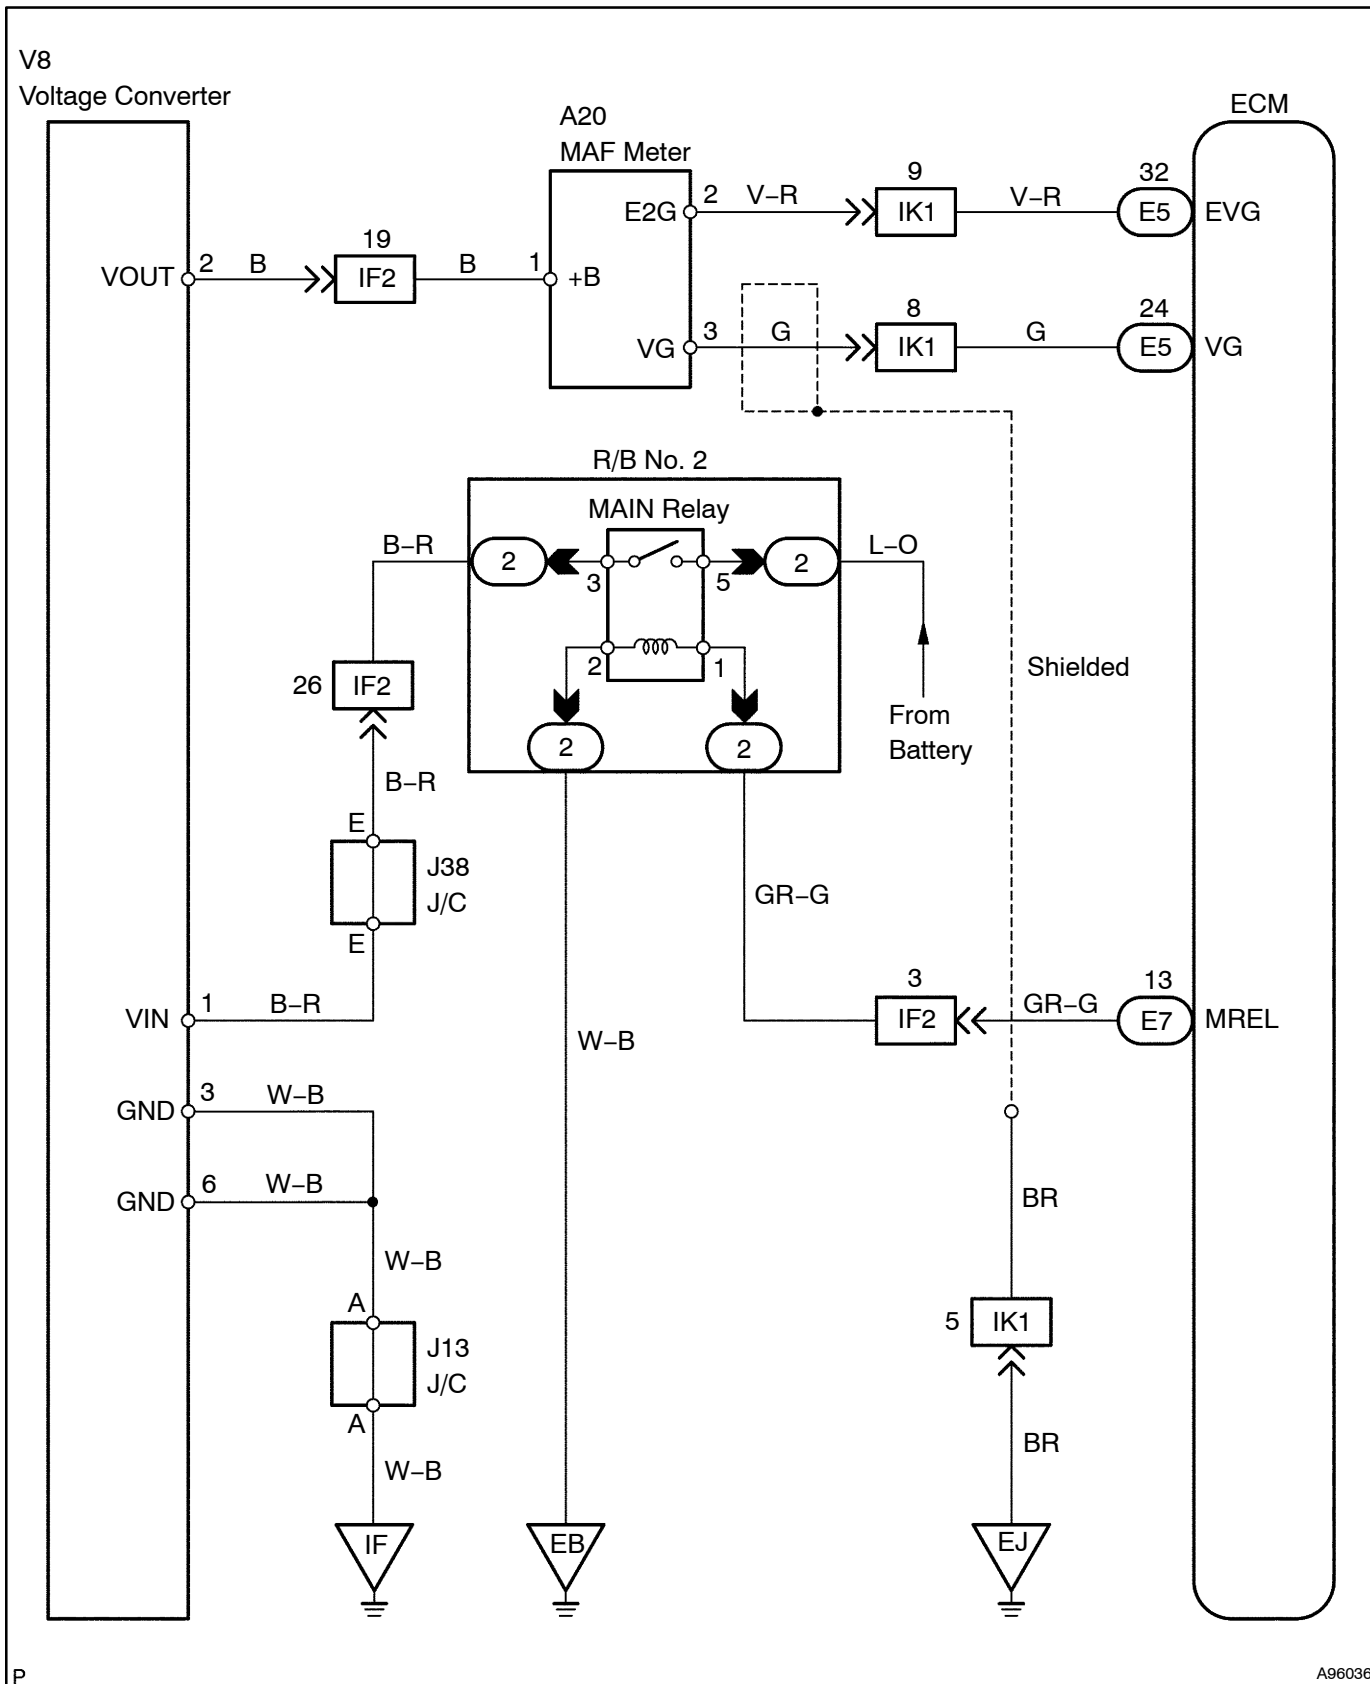 V8
Voltage Converter
A20
MAF Meter
ECM
E2G
2
V-R
9
IK1
V-R
32
E5
EVG
VOUT
2
B
19
IF2
B
1
+B
VG
3
G
8
IK1
G
24
E5
VG
R/B No. 2
MAIN Relay
B-R
2
3
5
2
L-O
26
IF2
2
1
Shielded
From
Battery
2
2
B-R
E
J38
J/C
E
GR-G
VIN
1
B-R
3
IF2
GR-G
13
E7
MREL
W-B
GND
3
W-B
GND
6
W-B
BR
W-B
A
J13
J/C
A
5
IK1
W-B
BR
IF
EB
EJ
P
A96036